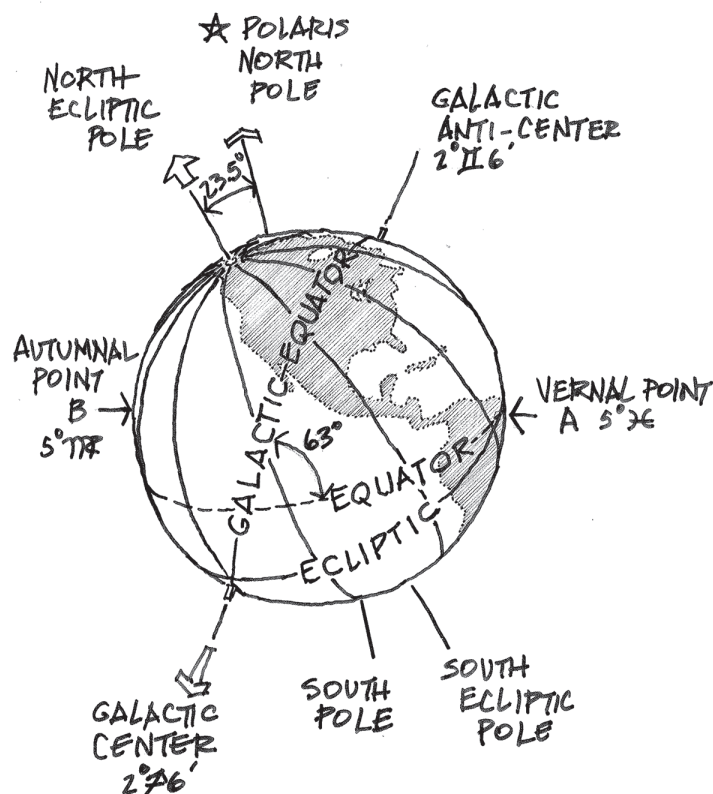 ☆ POLARIS
NORTH
POLE
NORTH
ECLIPTIC
POLE
GALACTIC
ANTI-CENTER
2°♊6'
23.5°
AUTUMNAL
POINT
B
5°♍
VERNAL POINT
A 5°♓
GALACTIC-EQUATOR
63°
EQUATOR
ECLIPTIC
GALACTIC
CENTER
2°♐6'
SOUTH
POLE
SOUTH
ECLIPTIC
POLE